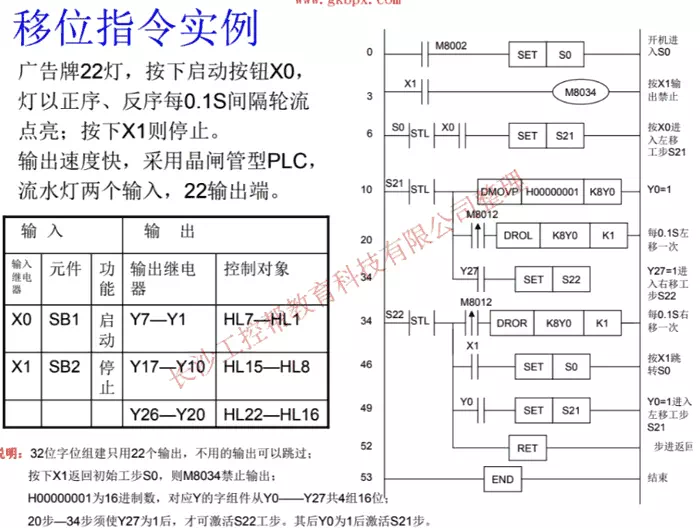 www.gkbpx.com
移位指令实例
广告牌22灯，按下启动按钮X0，
灯以正序、反序每0.1S间隔轮流
点亮；按下X1则停止。
输出速度快，采用晶闸管型PLC，
流水灯两个输入，22输出端。
输 入 输 出
输入继电器 元件 功能 输出继电器 控制对象
X0 SB1 启动 Y7—Y1 HL7—HL1
X1 SB2 停止 Y17—Y10 HL15—HL8
Y26—Y20 HL22—HL16
0 M8002 SET S0 开机进入S0
3 X1 M8034 按X1输出禁止
6 S0 STL X0 SET S21 按X0进入左移工步S21
10 S21 STL DMOVP H00000001 K8Y0 Y0=1
20 M8012 DROL K8Y0 K1 每0.1S左移一次
34 Y27 SET S22 Y27=1进入右移工步S22
34 S22 STL M8012 DROR K8Y0 K1 每0.1S右移一次
46 X1 SET S0 按X1跳转S0
49 Y0 SET S21 Y0=1进入左移工步S21
52 RET 步进返回
53 END 结束
长沙工控帮教育科技有限公司整理
说明：32位字位组建只用22个输出，不用的输出可以跳过；
按下X1返回初始工步S0，则M8034禁止输出；
H00000001为16进制数，对应Y的字组件从Y0——Y27共4组16位；
20步—34步须使Y27为1后，才可激活S22工步。其后Y0为1后激活S21步。